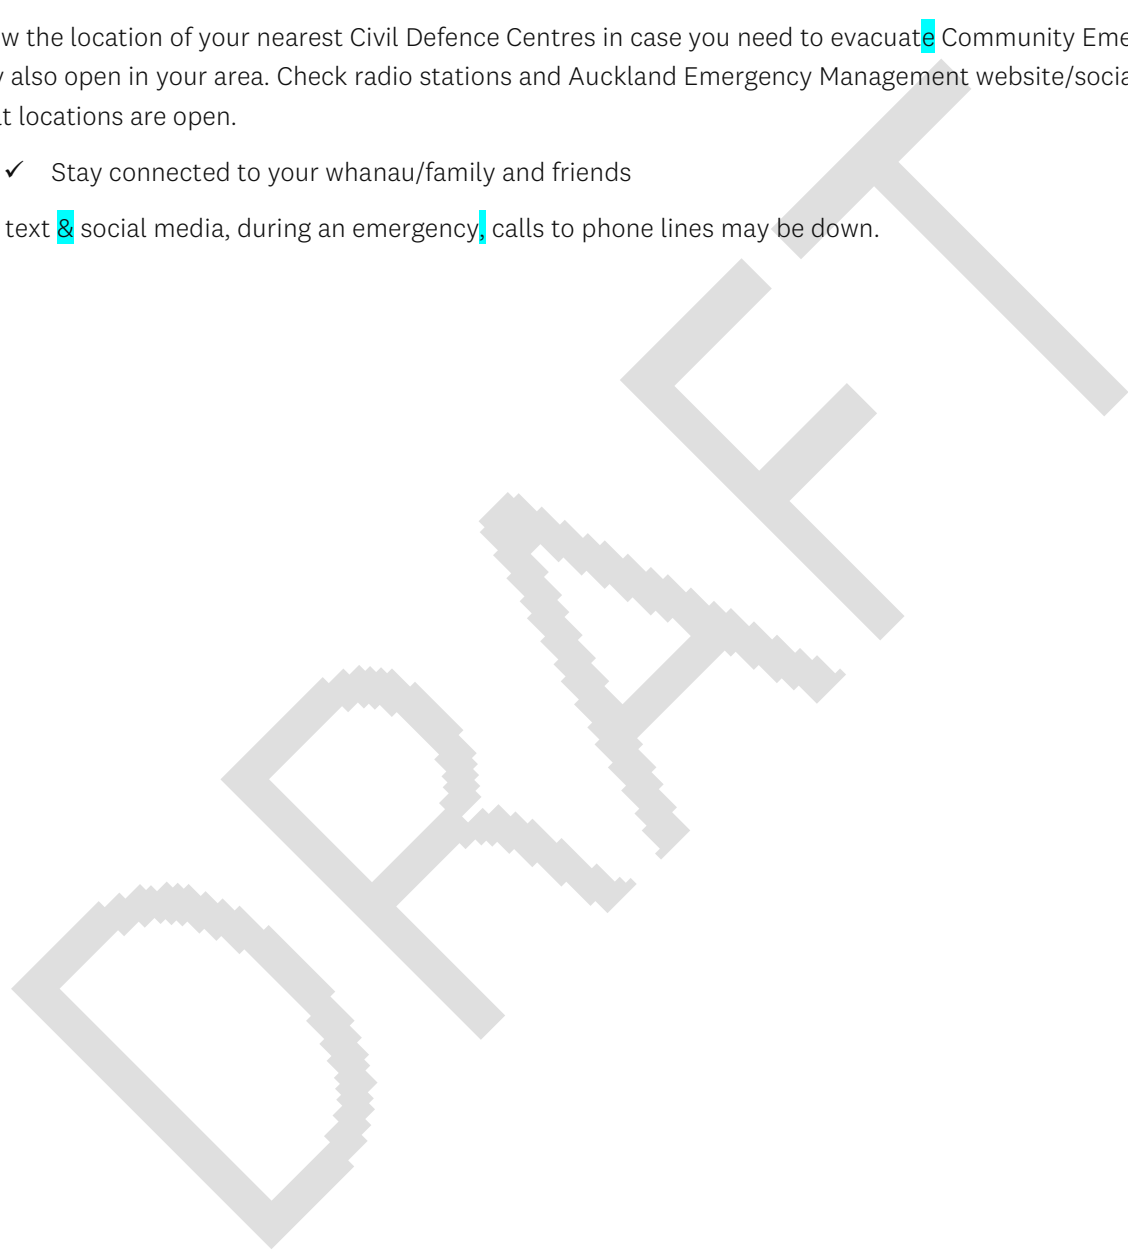 w the location of your nearest Civil Defence Centres in case you need to evacuate Community Eme
also open in your area. Check radio stations and Auckland Emergency Management website/socia
locations are open.
✓ Stay connected to your whanau/family and friends
text & social media, during an emergency, calls to phone lines may be down.
DRAFT